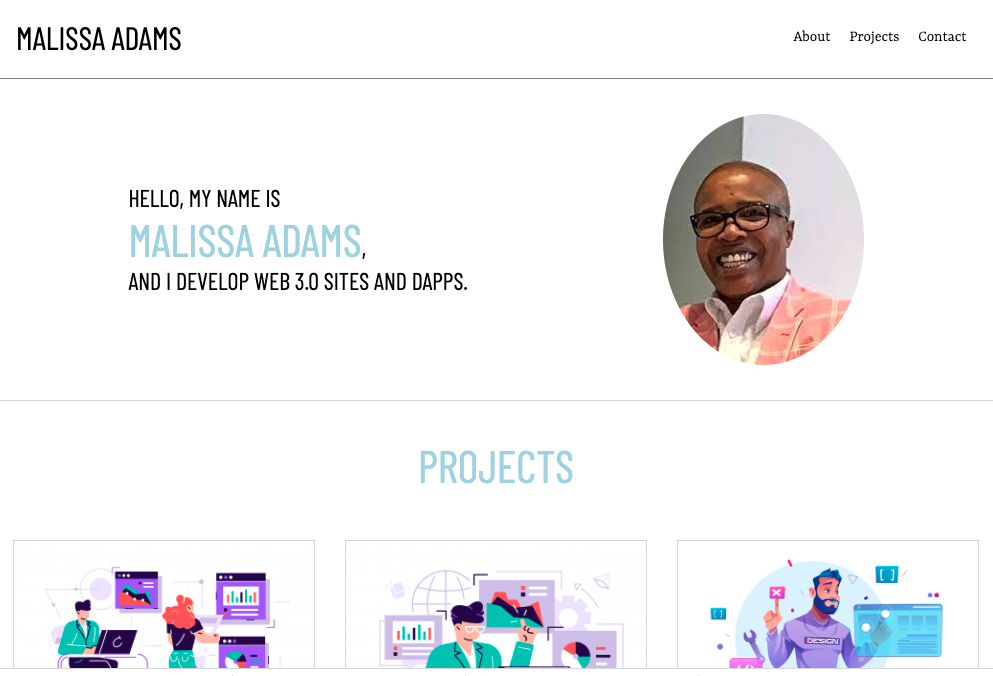 MALISSA ADAMS
About Projects Contact
HELLO, MY NAME IS
MALISSA ADAMS,
AND I DEVELOP WEB 3.0 SITES AND DAPPS.
PROJECTS
[ ]
[ ]
DESIGN